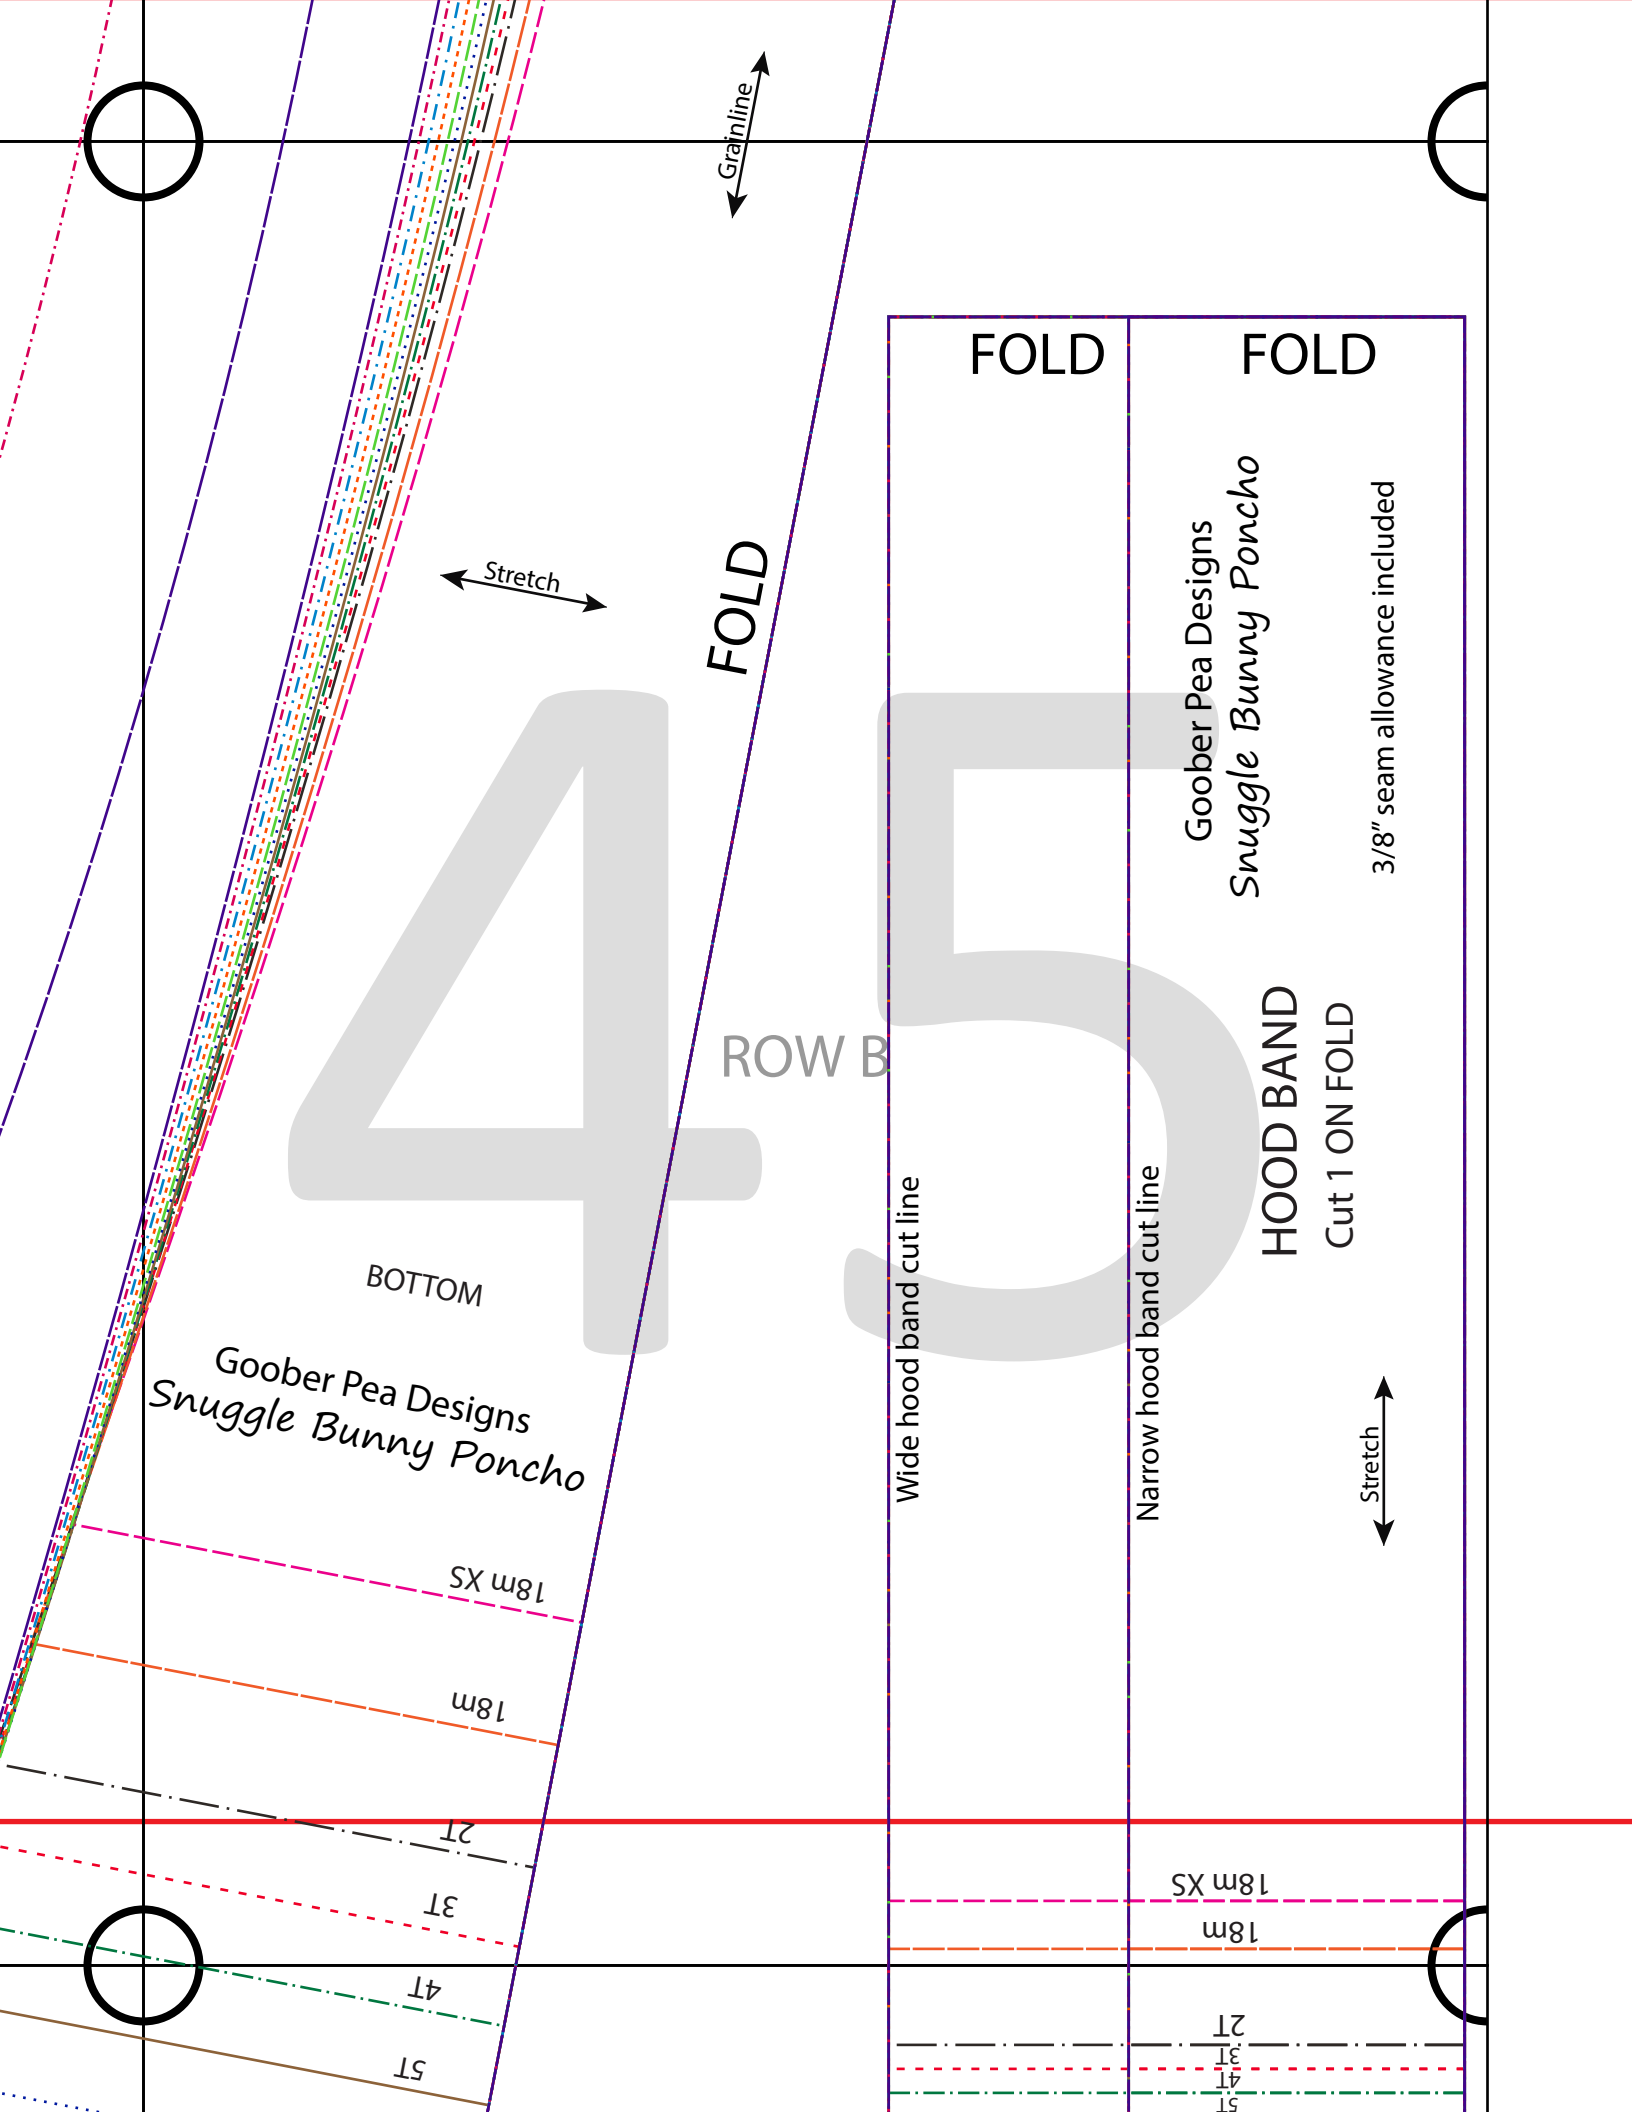 Grainline
FOLD
FOLD
Stretch
FOLD
Goober Pea Designs
Snuggle Bunny Poncho
3/8" seam allowance included
45
ROW B
HOOD BAND
Cut 1 ON FOLD
Wide hood band cut line
Narrow hood band cut line
Stretch
BOTTOM
Goober Pea Designs
Snuggle Bunny Poncho
18m XS
18m
2T
3T
4T
5T
18m XS
18m
2T
3T
4T
5T